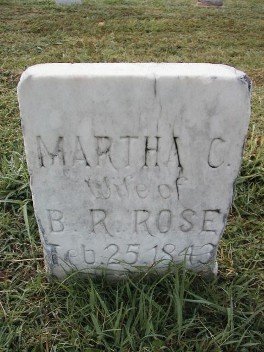 MARTHA C.
Wife of
B. R. ROSE
Feb. 25, 1843